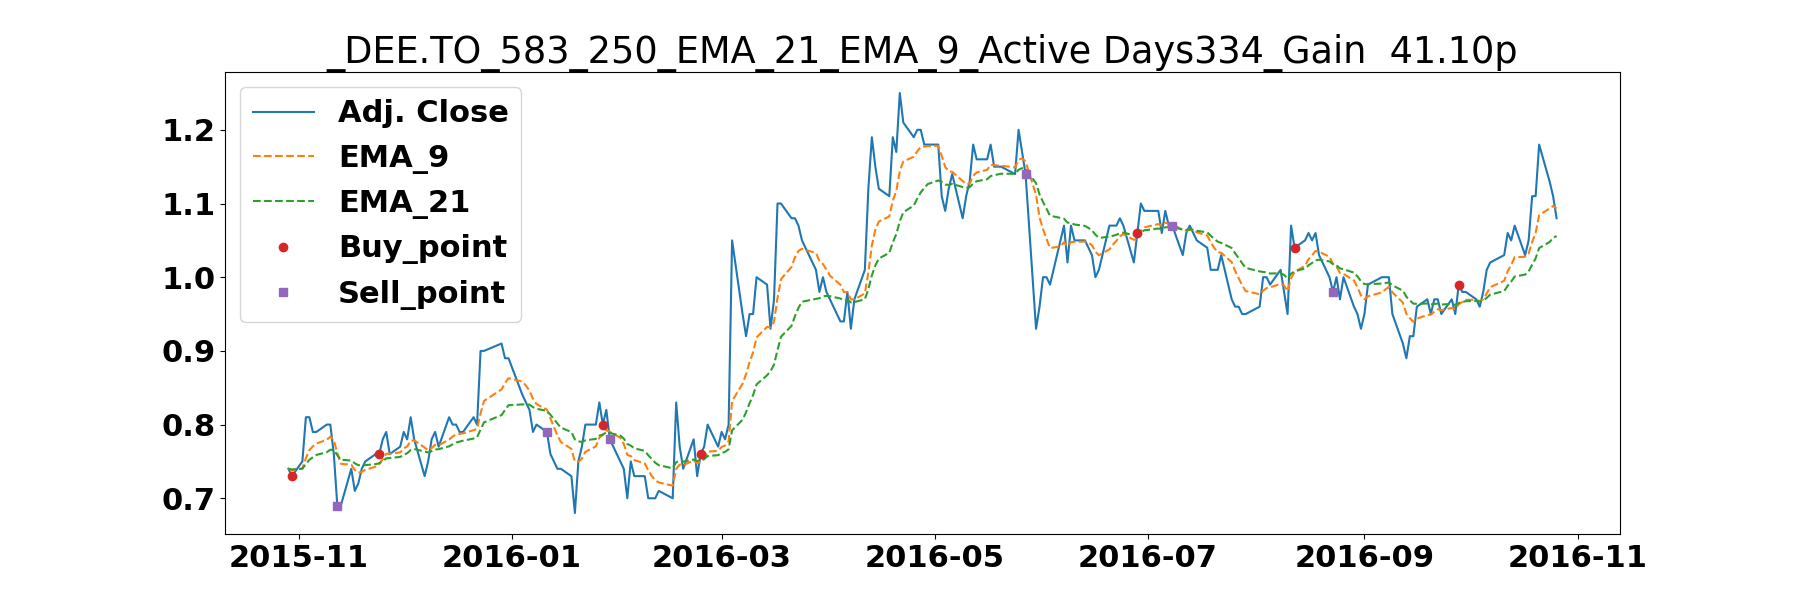 _DEE.TO_583_250_EMA_21_EMA_9_Active Days334_Gain  41.10p
Adj. Close
EMA_9
EMA_21
Buy_point
Sell_point
1.2
1.1
1.0
0.9
0.8
0.7
2015-11 2016-01 2016-03 2016-05 2016-07 2016-09 2016-11